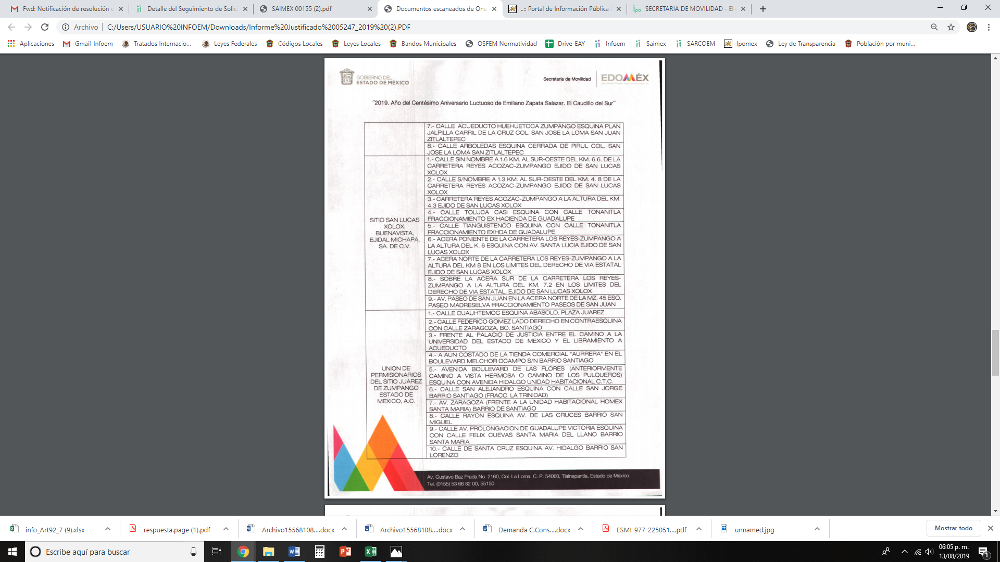 Fwd: Notificación de resolución e
Detalle del Seguimiento de Solici
SAIMEX 00155 (2).pdf
Documentos escaneados de One
..:: Portal de Información Pública
SECRETARIA DE MOVILIDAD - El
Archivo
C:/Users/USUARIO%20INFOEM/Downloads/Informe%20Justificado%2005247_2019%20(2).PDF
Aplicaciones
Gmail-Infoem
Tratados Internacio...
Leyes Federales
Códigos Locales
Leyes Locales
Bandos Municipales
OSFEM Normatividad
Drive-EAY
Infoem
Saimex
SARCOEM
Ipomex
Ley de Transparencia
Población por muni...
GOBIERNO DEL
ESTADO DE MÉXICO
Secretaría de Movilidad
EDOMÉX
"2019. Año del Centésimo Aniversario Luctuoso de Emiliano Zapata Salazar. El Caudillo del Sur"
7.- CALLE ACUEDUCTO HUEHUETOCA ZUMPANGO ESQUINA PLAN
JALPILLA CARRIL DE LA CRUZ COL. SAN JOSE LA LOMA SAN JUAN
ZITLALTEPEC
8.- CALLE ARBOLEDAS ESQUINA CERRADA DE PIRUL COL. SAN
JOSE LA LOMA SAN ZITLALTEPEC
SITIO SAN LUCAS
XOLOX,
BUENAVISTA,
EJIDAL MICHAPA,
SA. DE C.V.
1.- CALLE SIN NOMBRE A 1.6 KM. AL SUR-OESTE DEL KM. 6.6. DE LA
CARRETERA REYES ACOZAC-ZUMPANGO EJIDO DE SAN LUCAS
XOLOX
2.- CALLE S/NOMBRE A 1.3 KM. AL SUR-OESTE DEL KM. 4. 8 DE LA
CARRETERA REYES ACOZAC-ZUMPANGO EJIDO DE SAN LUCAS
XOLOX
3.- CARRETERA REYES ACOZAC-ZUMPANGO A LA ALTURA DEL KM.
4.3 EJIDO DE SAN LUCAS XOLOX
4.- CALLE TOLUCA CASI ESQUINA CON CALLE TONANITLA
FRACCIONAMIENTO EX HACIENDA DE GUADALUPE
5.- CALLE TIANGUISTENCO ESQUINA CON CALLE TONANITLA
FRACCIONAMIENTO EXHDA DE GUADALUPE
6.- ACERA PONIENTE DE LA CARRETERA LOS REYES-ZUMPANGO A
LA ALTURA DEL K. 6 ESQUINA CON AV. SANTA LUCIA EJIDO DE SAN
LUCAS XOLOX
7.- ACERA NORTE DE LA CARRETERA LOS REYES-ZUMPANGO A LA
ALTURA DEL KM 8 EN LOS LIMITES DEL DERECHO DE VIA ESTATAL
EJIDO DE SAN LUCAS XOLOX
8.- SOBRE LA ACERA SUR DE LA CARRETERA LOS REYES-
ZUMPANGO A LA ALTURA DEL KM. 7.2 EN LOS LIMITES DEL
DERECHO DE VIA ESTATAL, EJIDO DE SAN LUCAS XOLOX
9.- AV. PASEO DE SAN JUAN EN LA ACERA NORTE DE LA MZ. 45 ESQ.
PASEO MADRESELVA FRACCIONAMIENTO PASEOS DE SAN JUAN
UNION DE
PERMISIONARIOS
DEL SITIO JUAREZ
DE ZUMPANGO
ESTADO DE
MEXICO, A.C.
1.- CALLE CUAUHTEMOC ESQUINA ABASOLO, PLAZA JUAREZ
2.- CALLE FEDERICO GOMEZ LADO DERECHO EN CONTRAESQUINA
CON CALLE ZARAGOZA, BO. SANTIAGO
3.- FRENTE AL PALACIO DE JUSTICIA ENTRE EL CAMINO A LA
UNIVERSIDAD DEL ESTADO DE MEXICO Y EL LIBRAMIENTO A
ACUEDUCTO
4.- A AUN COSTADO DE LA TIENDA COMERCIAL "AURRERA" EN EL
BOULEVARD MELCHOR OCAMPO S/N BARRIO SANTIAGO
5.- AVENIDA BOULEVARD DE LAS FLORES (ANTERIORMENTE
CAMINO A VISTA HERMOSA O CAMINO DE LOS PULQUEROS)
ESQUINA CON AVENIDA HIDALGO UNIDAD HABITACIONAL C.T.C.
6.- CALLE SAN ALEJANDRO ESQUINA CON CALLE SAN JORGE
BARRIO SANTIAGO (FRACC. LA TRINIDAD)
7.- AV. ZARAGOZA (FRENTE A LA UNIDAD HABITACIONAL HOMEX
SANTA MARIA) BARRIO DE SANTIAGO
8.- CALLE RAYON ESQUINA AV. DE LAS CRUCES BARRIO SAN
MIGUEL
9.- CALLE AV. PROLONGACION DE GUADALUPE VICTORIA ESQUINA
CON CALLE FELIX CUEVAS SANTA MARIA DEL LLANO BARRIO
SANTA MARIA
10.- CALLE DE SANTA CRUZ ESQUINA AV. HIDALGO BARRIO SAN
LORENZO
Av. Gustavo Baz Prada No. 2160, Col. La Loma, C. P. 54060, Tlalnepantla, Estado de México.
Tel. (0155) 53 66 82 00, 55150
info_Art92_7 (9).xlsx
respuesta.page (1).pdf
Archivo15568108....docx
Archivo15568108....docx
Demanda C.Cons....docx
ESMI-977-225051....pdf
unnamed.jpg
Mostrar todo
Escribe aquí para buscar
06:05 p. m.
13/08/2019
1